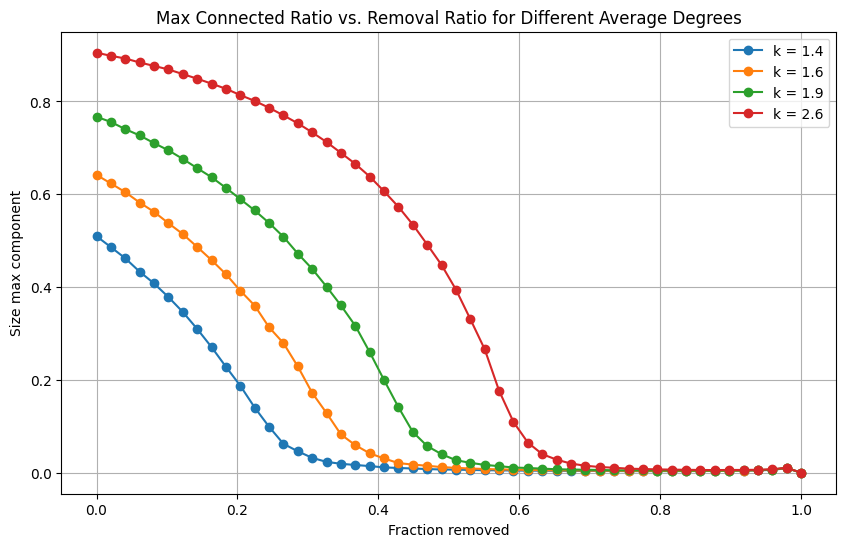 Max Connected Ratio vs. Removal Ratio for Different Average Degrees
k = 1.4
k = 1.6
k = 1.9
k = 2.6
Size max component
0.8
0.6
0.4
0.2
0.0
0.0 0.2 0.4 0.6 0.8 1.0
Fraction removed